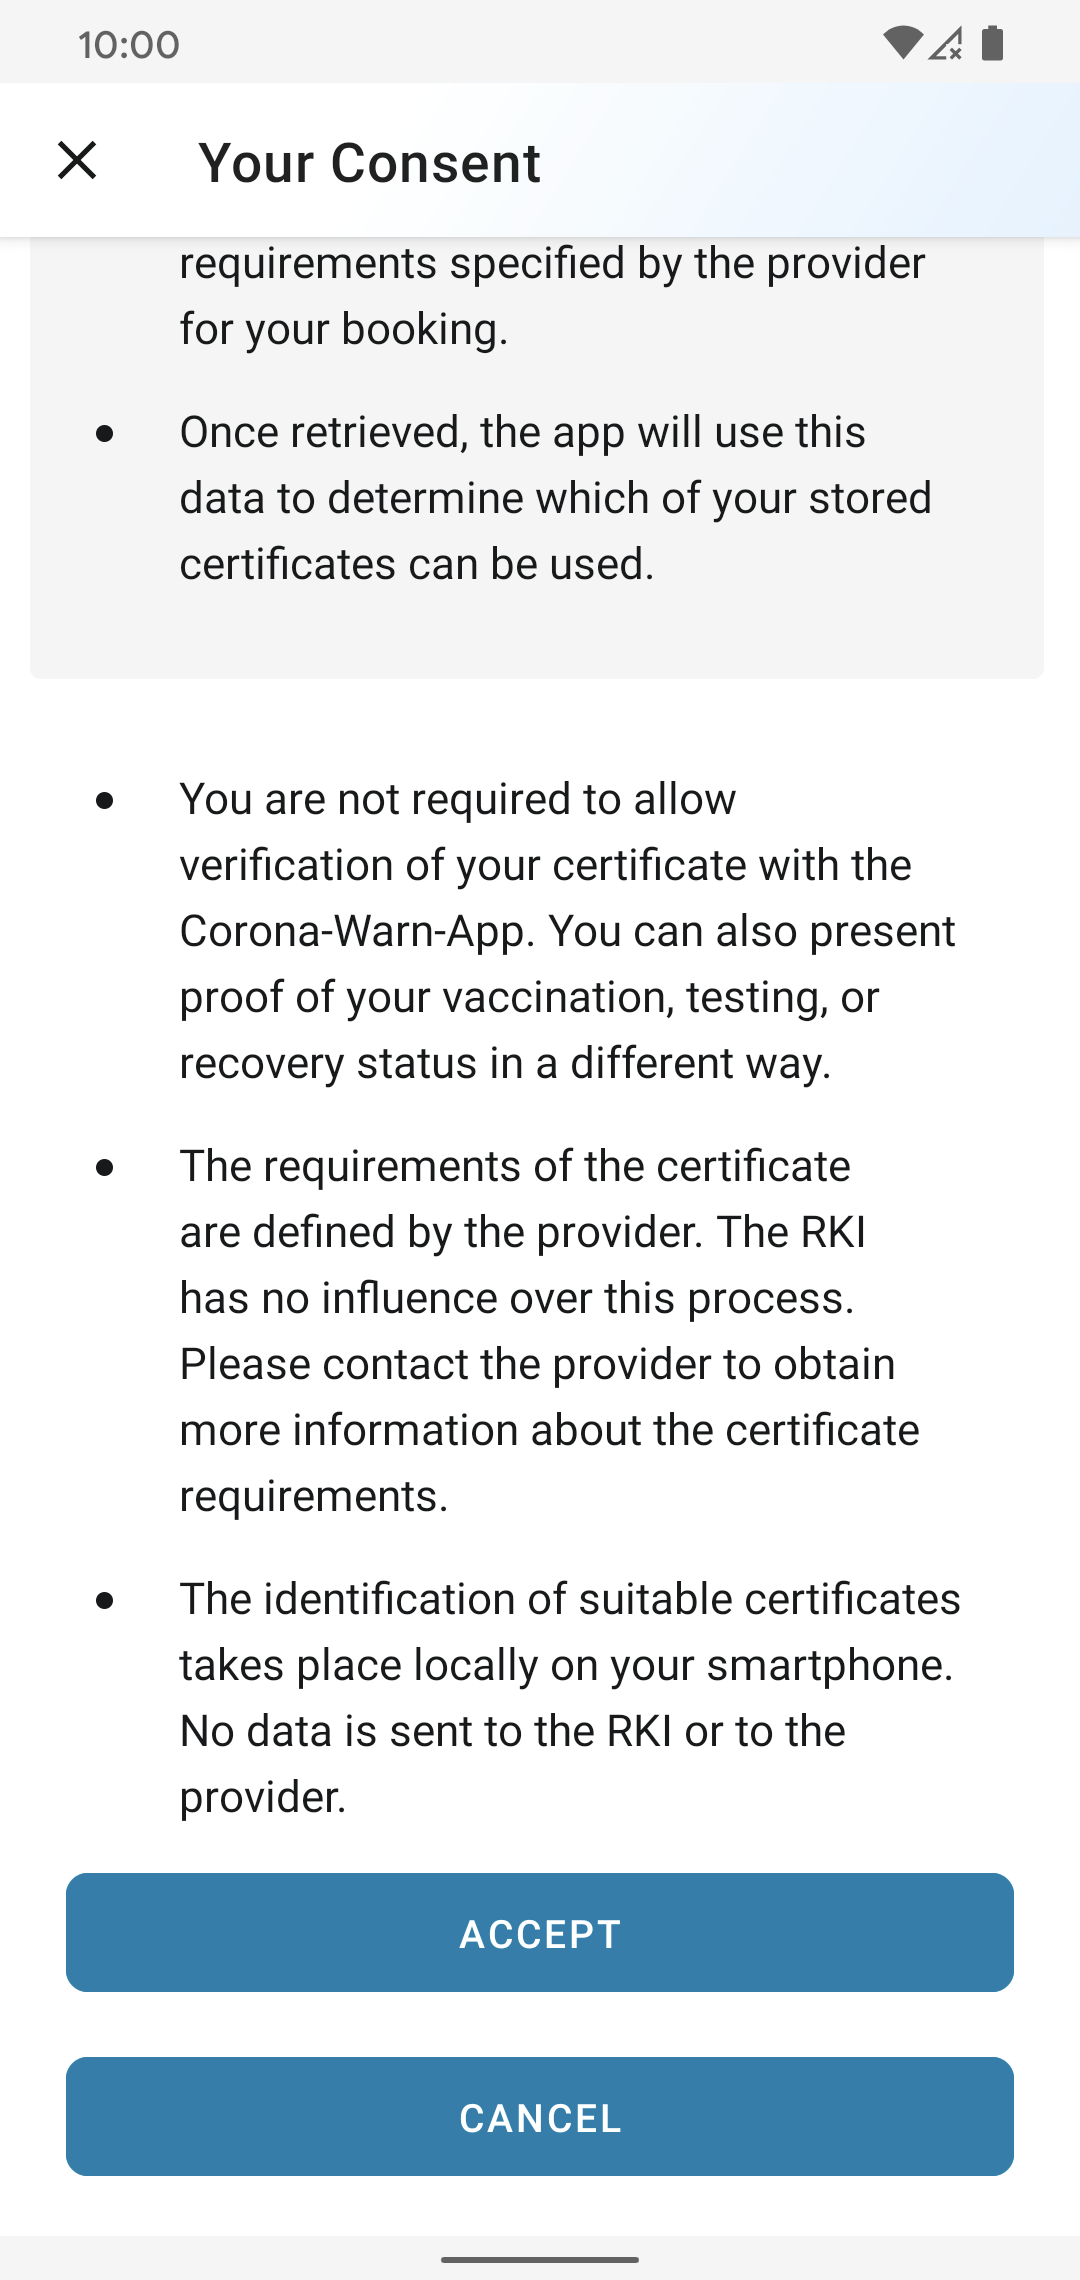 10:00
Your Consent
requirements specified by the provider
for your booking.
• Once retrieved, the app will use this
data to determine which of your stored
certificates can be used.
• You are not required to allow
verification of your certificate with the
Corona-Warn-App. You can also present
proof of your vaccination, testing, or
recovery status in a different way.
• The requirements of the certificate
are defined by the provider. The RKI
has no influence over this process.
Please contact the provider to obtain
more information about the certificate
requirements.
• The identification of suitable certificates
takes place locally on your smartphone.
No data is sent to the RKI or to the
provider.
ACCEPT
CANCEL